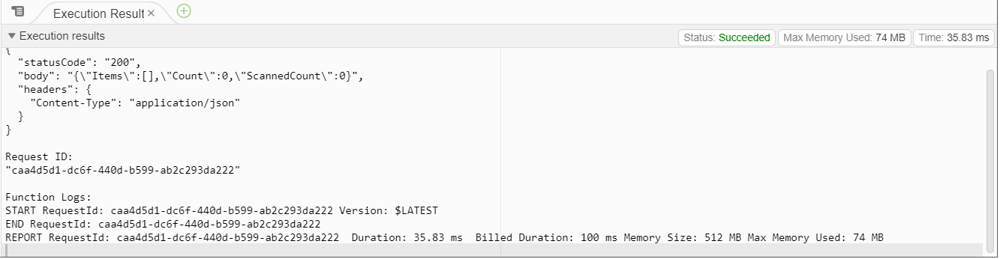 Execution Result ×
Execution results
Status: Succeeded
Max Memory Used: 74 MB
Time: 35.83 ms
{
  "statusCode": "200",
  "body": "{\"Items\":[],\"Count\":0,\"ScannedCount\":0}",
  "headers": {
    "Content-Type": "application/json"
  }
}
Request ID:
"caa4d5d1-dc6f-440d-b599-ab2c293da222"
Function Logs:
START RequestId: caa4d5d1-dc6f-440d-b599-ab2c293da222 Version: $LATEST
END RequestId: caa4d5d1-dc6f-440d-b599-ab2c293da222
REPORT RequestId: caa4d5d1-dc6f-440d-b599-ab2c293da222  Duration: 35.83 ms  Billed Duration: 100 ms Memory Size: 512 MB Max Memory Used: 74 MB